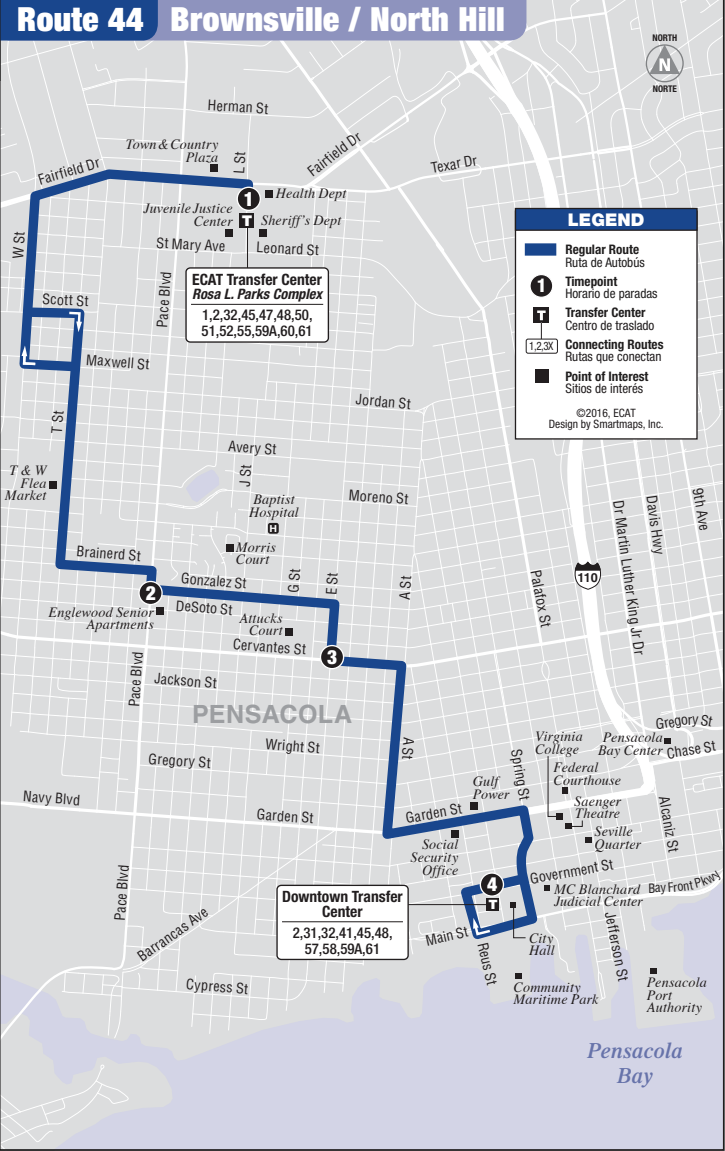 Route 44 Brownsville / North Hill
NORTH
N
NORTE
Herman St
Town & Country
Plaza
L St
Fairfield Dr
Fairfield Dr
Texar Dr
1
Health Dept
Juvenile Justice
Center
T
Sheriff's Dept
St Mary Ave
Leonard St
W St
Pace Blvd
ECAT Transfer Center
Rosa L. Parks Complex
1,2,32,45,47,48,50,
51,52,55,59A,60,61
LEGEND
Regular Route
Ruta de Autobús
1
Timepoint
Horario de paradas
T
Transfer Center
Centro de traslado
1,2,3X
Connecting Routes
Rutas que conectan
Point of Interest
Sitios de interés
©2016, ECAT
Design by Smartmaps, Inc.
Scott St
Maxwell St
T St
Jordan St
Avery St
J St
T & W
Flea
Market
Baptist
Hospital
H
Moreno St
Morris
Court
Dr Martin Luther King Jr Dr
Davis Hwy
9th Ave
110
Palafox St
Brainerd St
Gonzalez St
G St
E St
A St
2
DeSoto St
Englewood Senior
Apartments
Attucks
Court
Cervantes St
3
Pace Blvd
Jackson St
PENSACOLA
Wright St
Gregory St
A St
Navy Blvd
Garden St
Garden St
Gulf
Power
Spring St
Virginia
College
Federal
Courthouse
Saenger
Theatre
Seville
Quarter
Pensacola
Bay Center
Gregory St
Chase St
Alcaniz St
Social
Security
Office
Government St
4
T
MC Blanchard
Judicial Center
Bay Front Pkwy
Downtown Transfer
Center
2,31,32,41,45,48,
57,58,59A,61
Pace Blvd
Barrancas Ave
Main St
Reus St
City
Hall
Jefferson St
Cypress St
Community
Maritime Park
Pensacola
Port
Authority
Pensacola
Bay